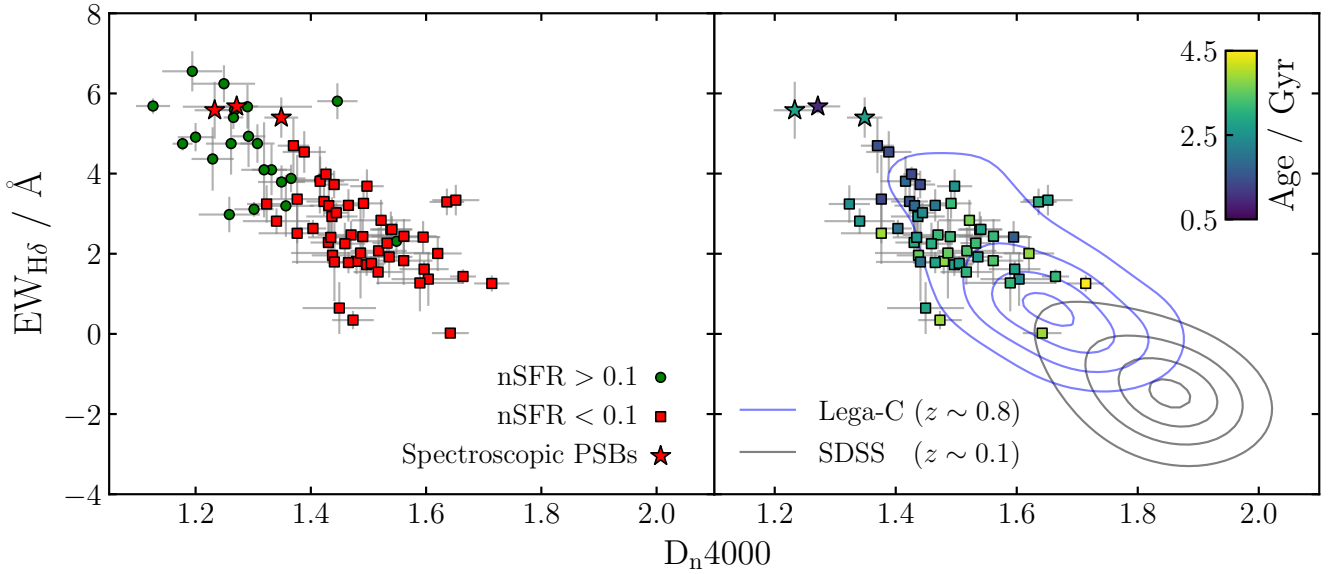 EW_Hδ / Å
8
6
4
2
0
−2
−4
nSFR > 0.1
nSFR < 0.1
Spectroscopic PSBs
1.2 1.4 1.6 1.8 2.0
4.5
2.5
0.5
Age / Gyr
Lega-C (z ∼ 0.8)
SDSS (z ∼ 0.1)
1.2 1.4 1.6 1.8 2.0
D_n4000